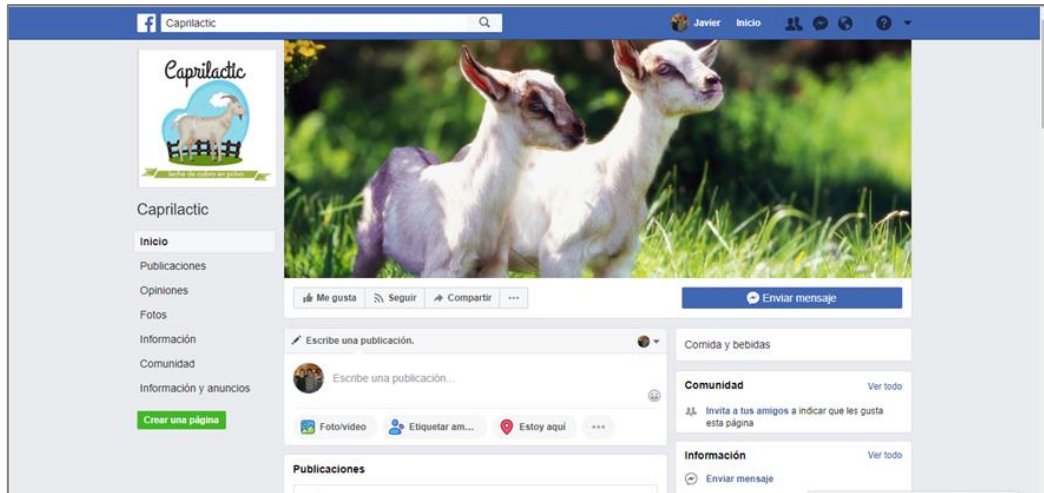 Caprilactic
Javier Inicio
Caprilactic
leche de cabra en polvo
Caprilactic
Inicio
Publicaciones
Opiniones
Fotos
Información
Comunidad
Información y anuncios
Crear una página
Me gusta Seguir Compartir
Enviar mensaje
Escribe una publicación.
Escribe una publicación...
Foto/video Etiquetar am... Estoy aquí
Publicaciones
Comida y bebidas
Comunidad Ver todo
Invita a tus amigos a indicar que les gusta
esta página
Información Ver todo
Enviar mensaje